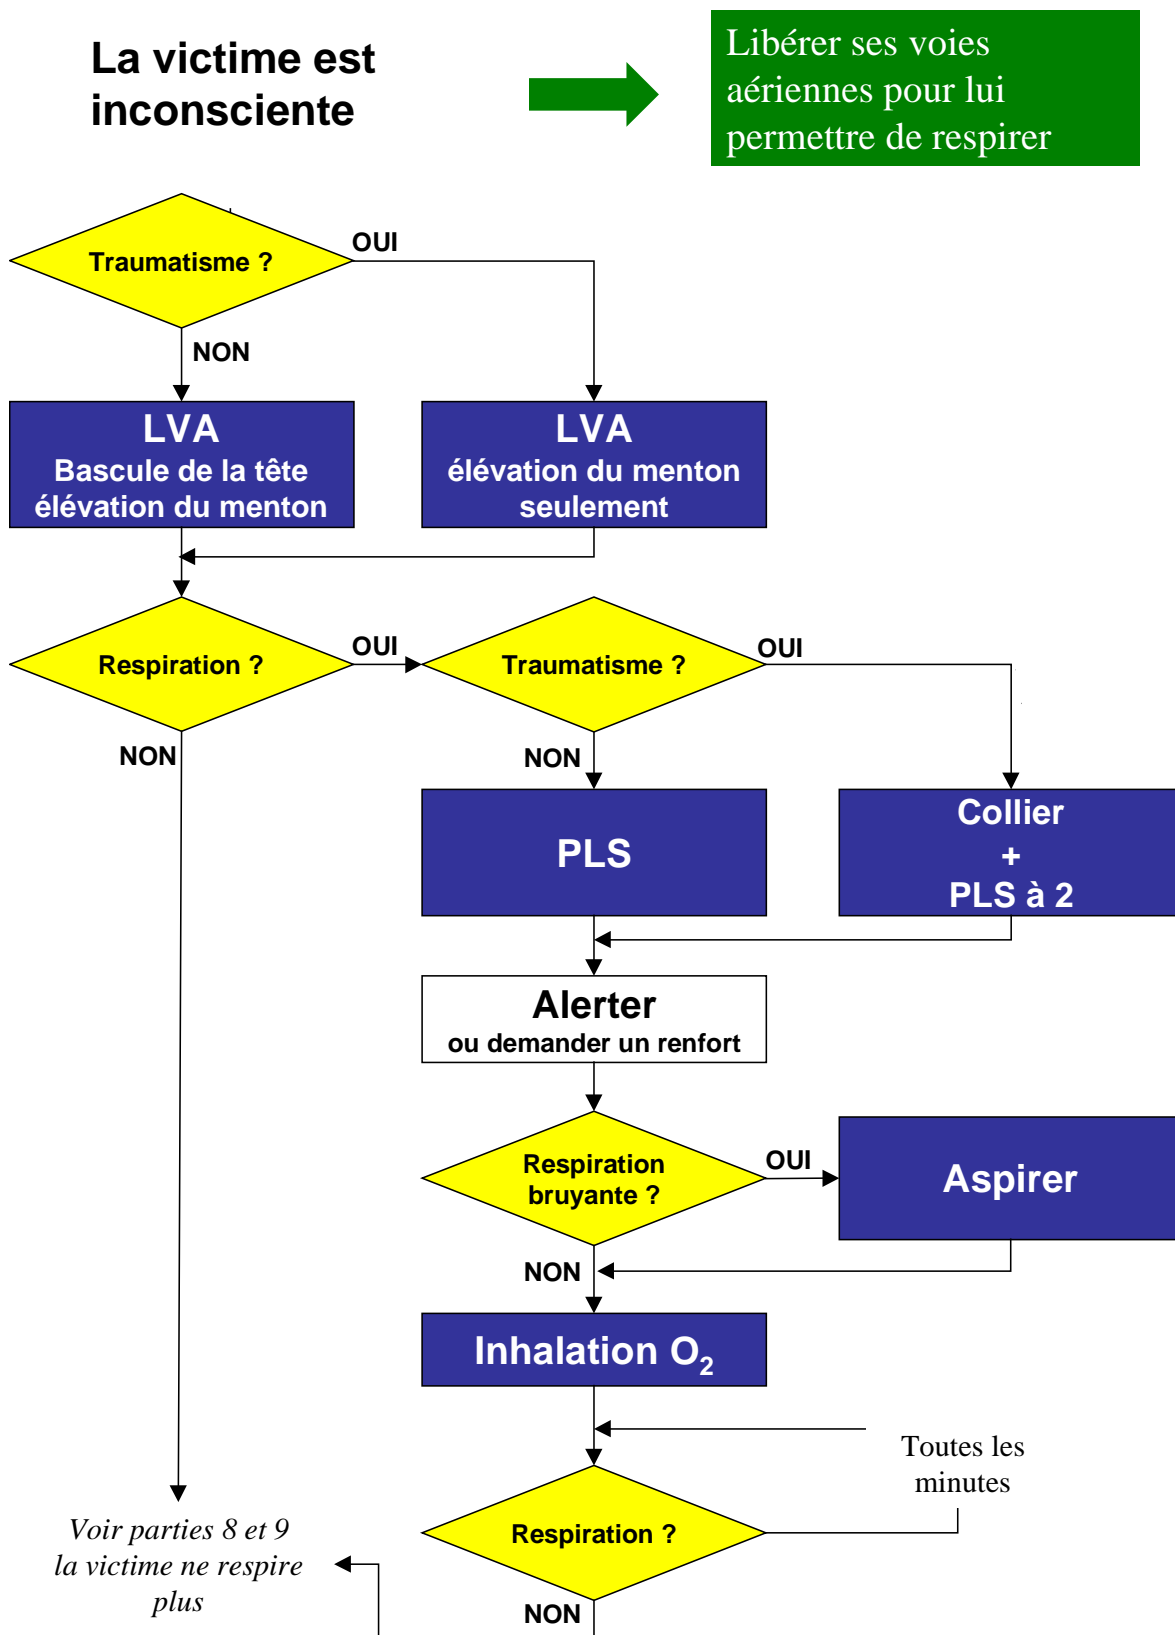 La victime est
inconsciente
Libérer ses voies
aériennes pour lui
permettre de respirer
Traumatisme ?
OUI
NON
LVA
Bascule de la tête
élévation du menton
LVA
élévation du menton
seulement
Respiration ?
OUI
Traumatisme ?
OUI
NON
NON
PLS
Collier
+
PLS à 2
Alerter
ou demander un renfort
Respiration
bruyante ?
OUI
Aspirer
NON
Inhalation O2
Toutes les
minutes
Respiration ?
Voir parties 8 et 9
la victime ne respire
plus
NON